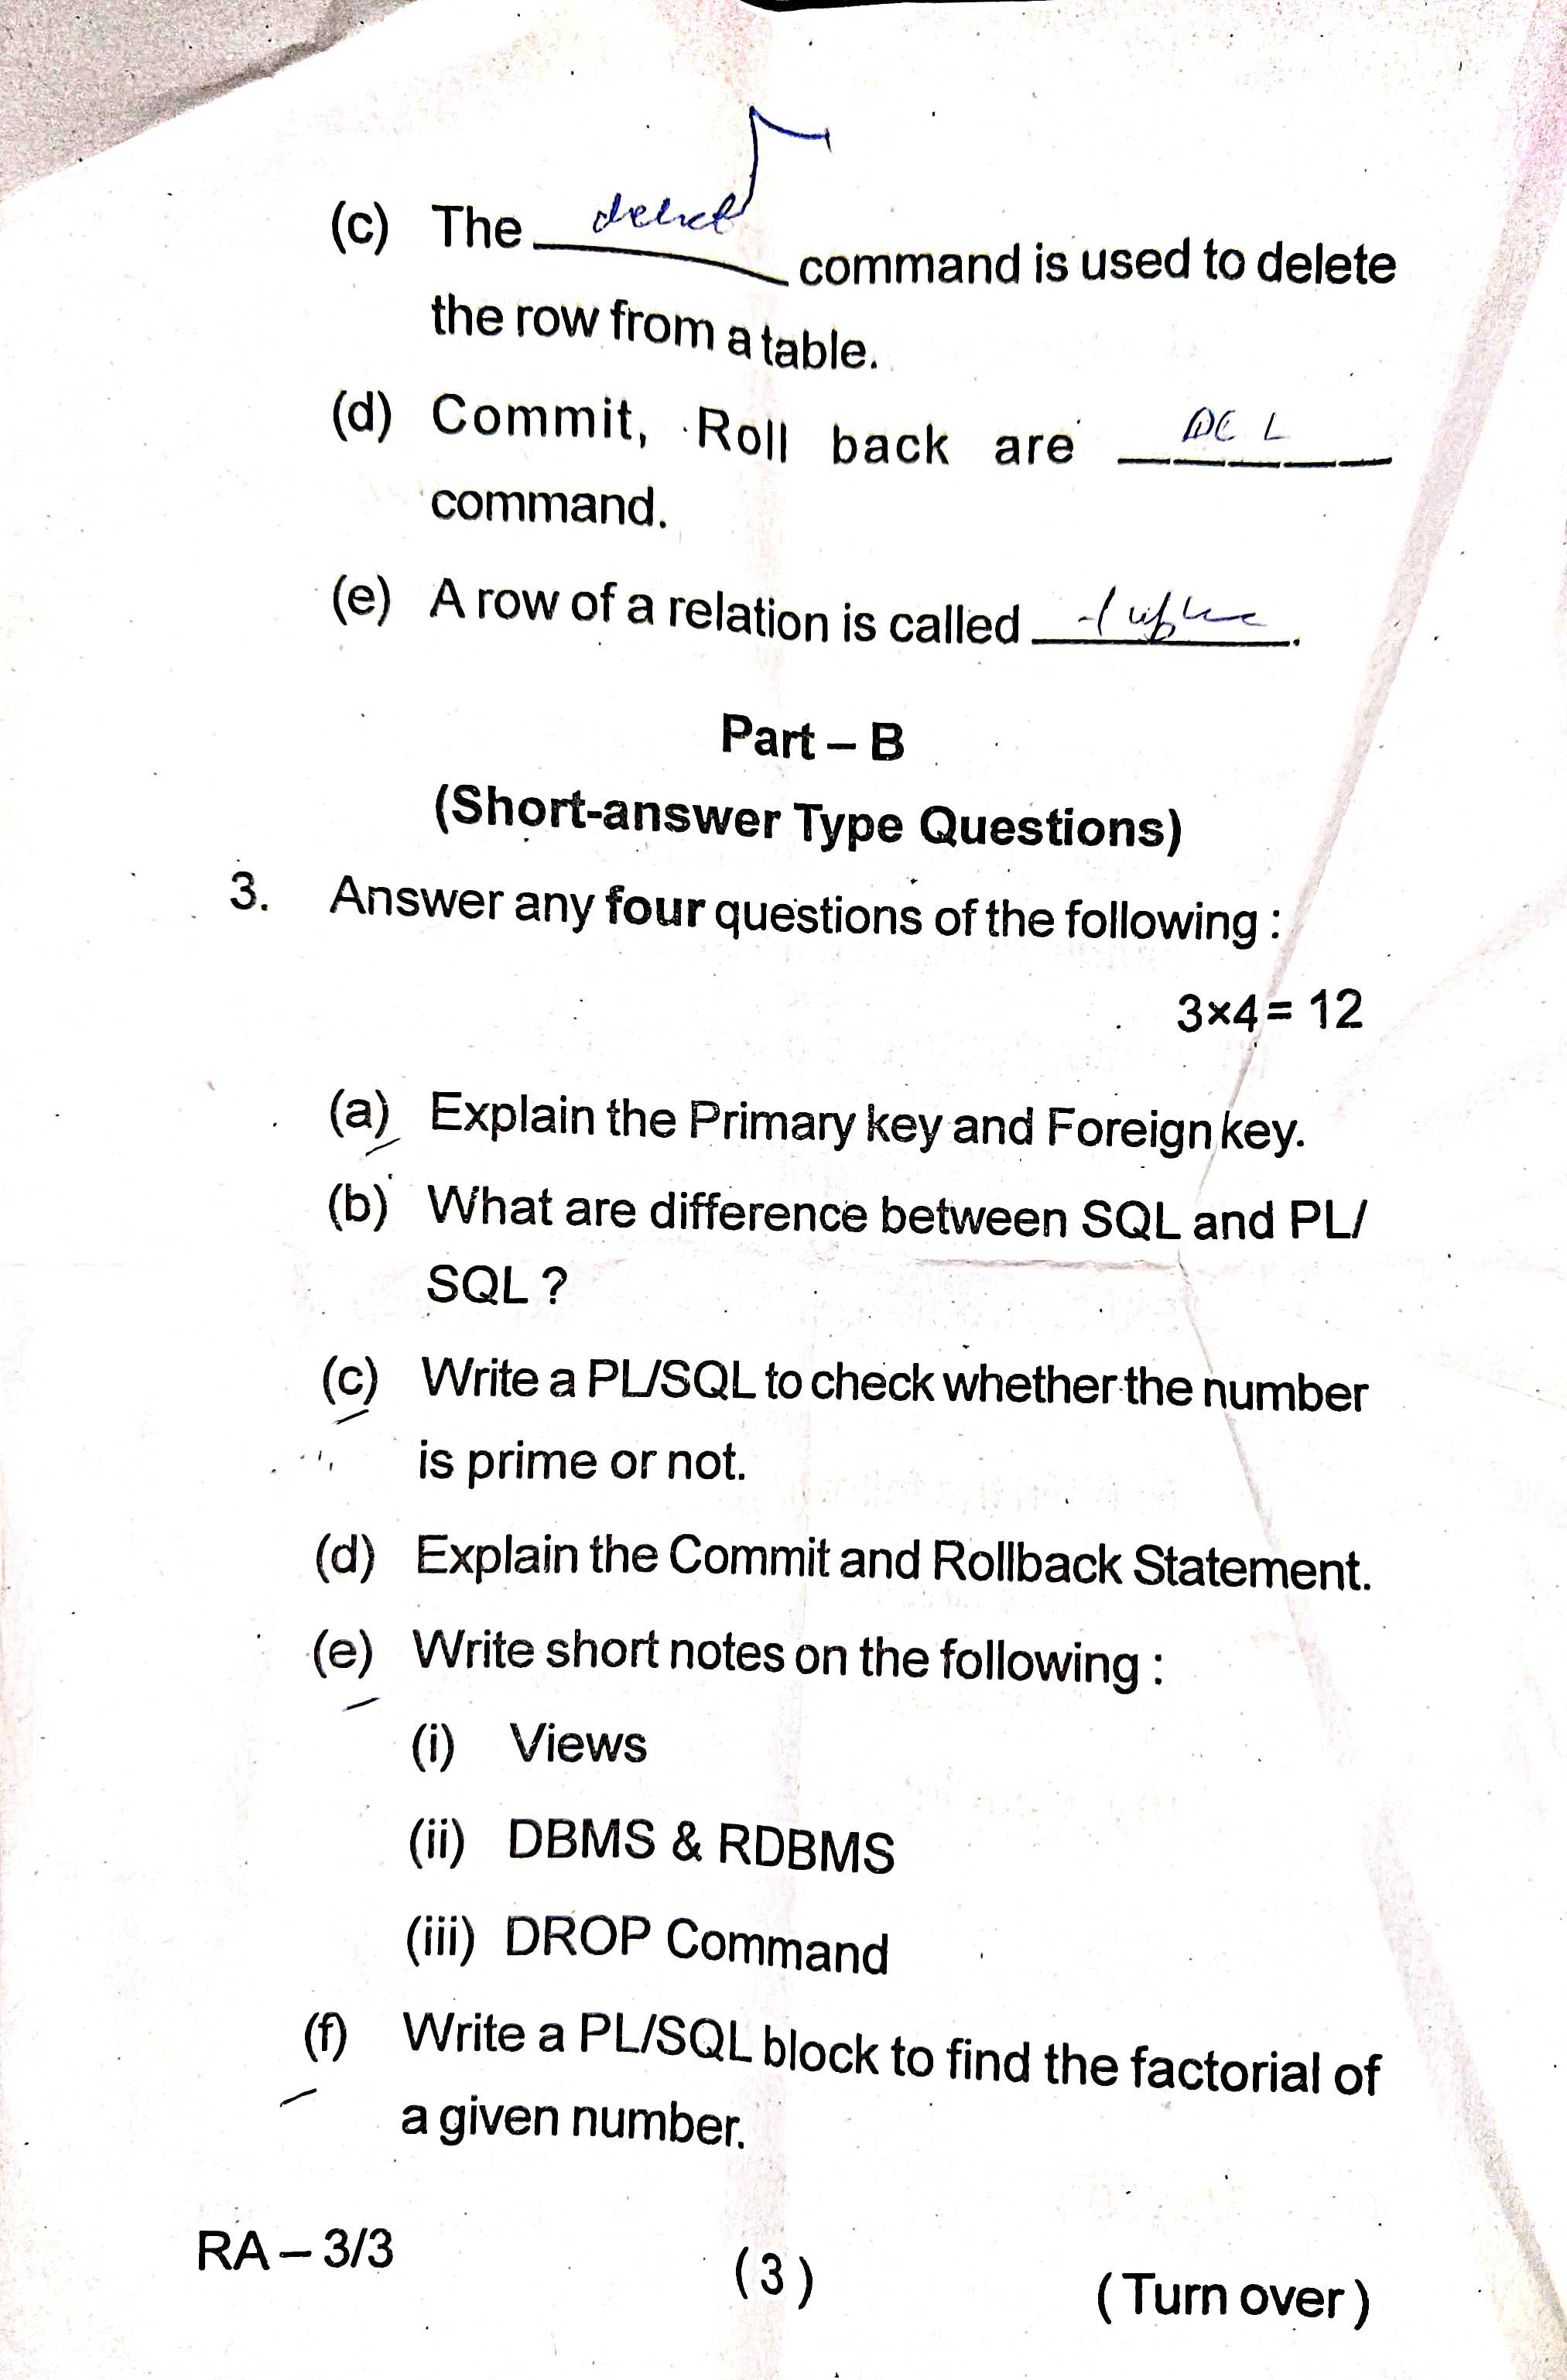 (c) The delet command is used to delete
the row from a table.
(d) Commit, Roll back are DCL
command.
(e) A row of a relation is called ______.
Part – B
(Short-answer Type Questions)
3. Answer any four questions of the following :
3×4= 12
(a) Explain the Primary key and Foreign key.
(b) What are difference between SQL and PL/
SQL ?
(c) Write a PL/SQL to check whether the number
is prime or not.
(d) Explain the Commit and Rollback Statement.
(e) Write short notes on the following :
(i) Views
(ii) DBMS & RDBMS
(iii) DROP Command
(f) Write a PL/SQL block to find the factorial of
a given number.
RA – 3/3 (3) (Turn over)